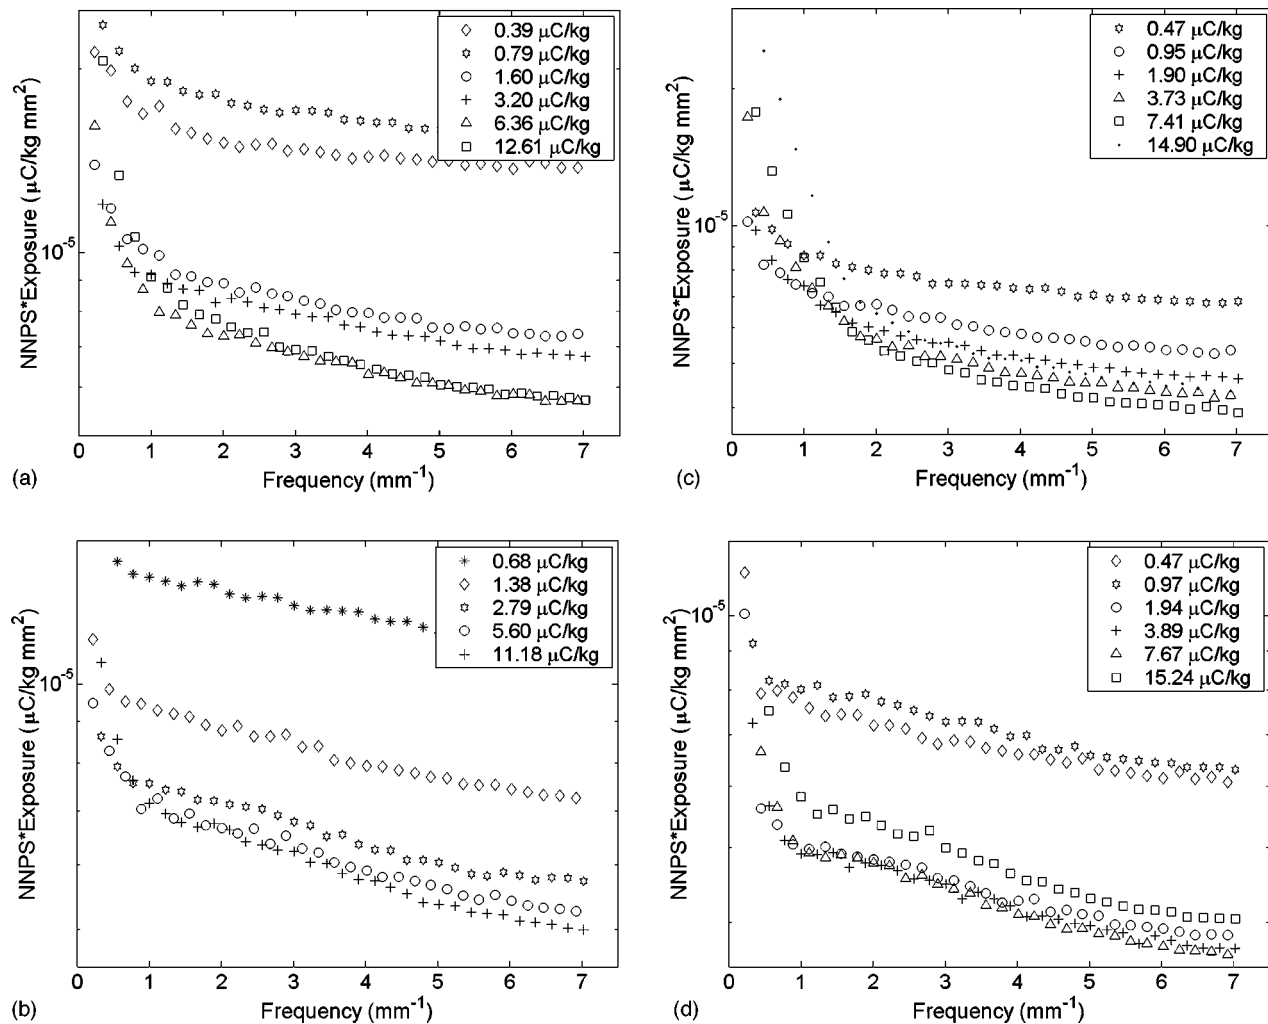 NNPS*Exposure (μC/kg mm²)
10⁻⁵
0.39 μC/kg
0.79 μC/kg
1.60 μC/kg
3.20 μC/kg
6.36 μC/kg
12.61 μC/kg
0 1 2 3 4 5 6 7
Frequency (mm⁻¹)
(a)
NNPS*Exposure (μC/kg mm²)
10⁻⁵
0.47 μC/kg
0.95 μC/kg
1.90 μC/kg
3.73 μC/kg
7.41 μC/kg
14.90 μC/kg
0 1 2 3 4 5 6 7
Frequency (mm⁻¹)
(c)
NNPS*Exposure (μC/kg mm²)
10⁻⁵
0.68 μC/kg
1.38 μC/kg
2.79 μC/kg
5.60 μC/kg
11.18 μC/kg
0 1 2 3 4 5 6 7
Frequency (mm⁻¹)
(b)
NNPS*Exposure (μC/kg mm²)
10⁻⁵
0.47 μC/kg
0.97 μC/kg
1.94 μC/kg
3.89 μC/kg
7.67 μC/kg
15.24 μC/kg
0 1 2 3 4 5 6 7
Frequency (mm⁻¹)
(d)